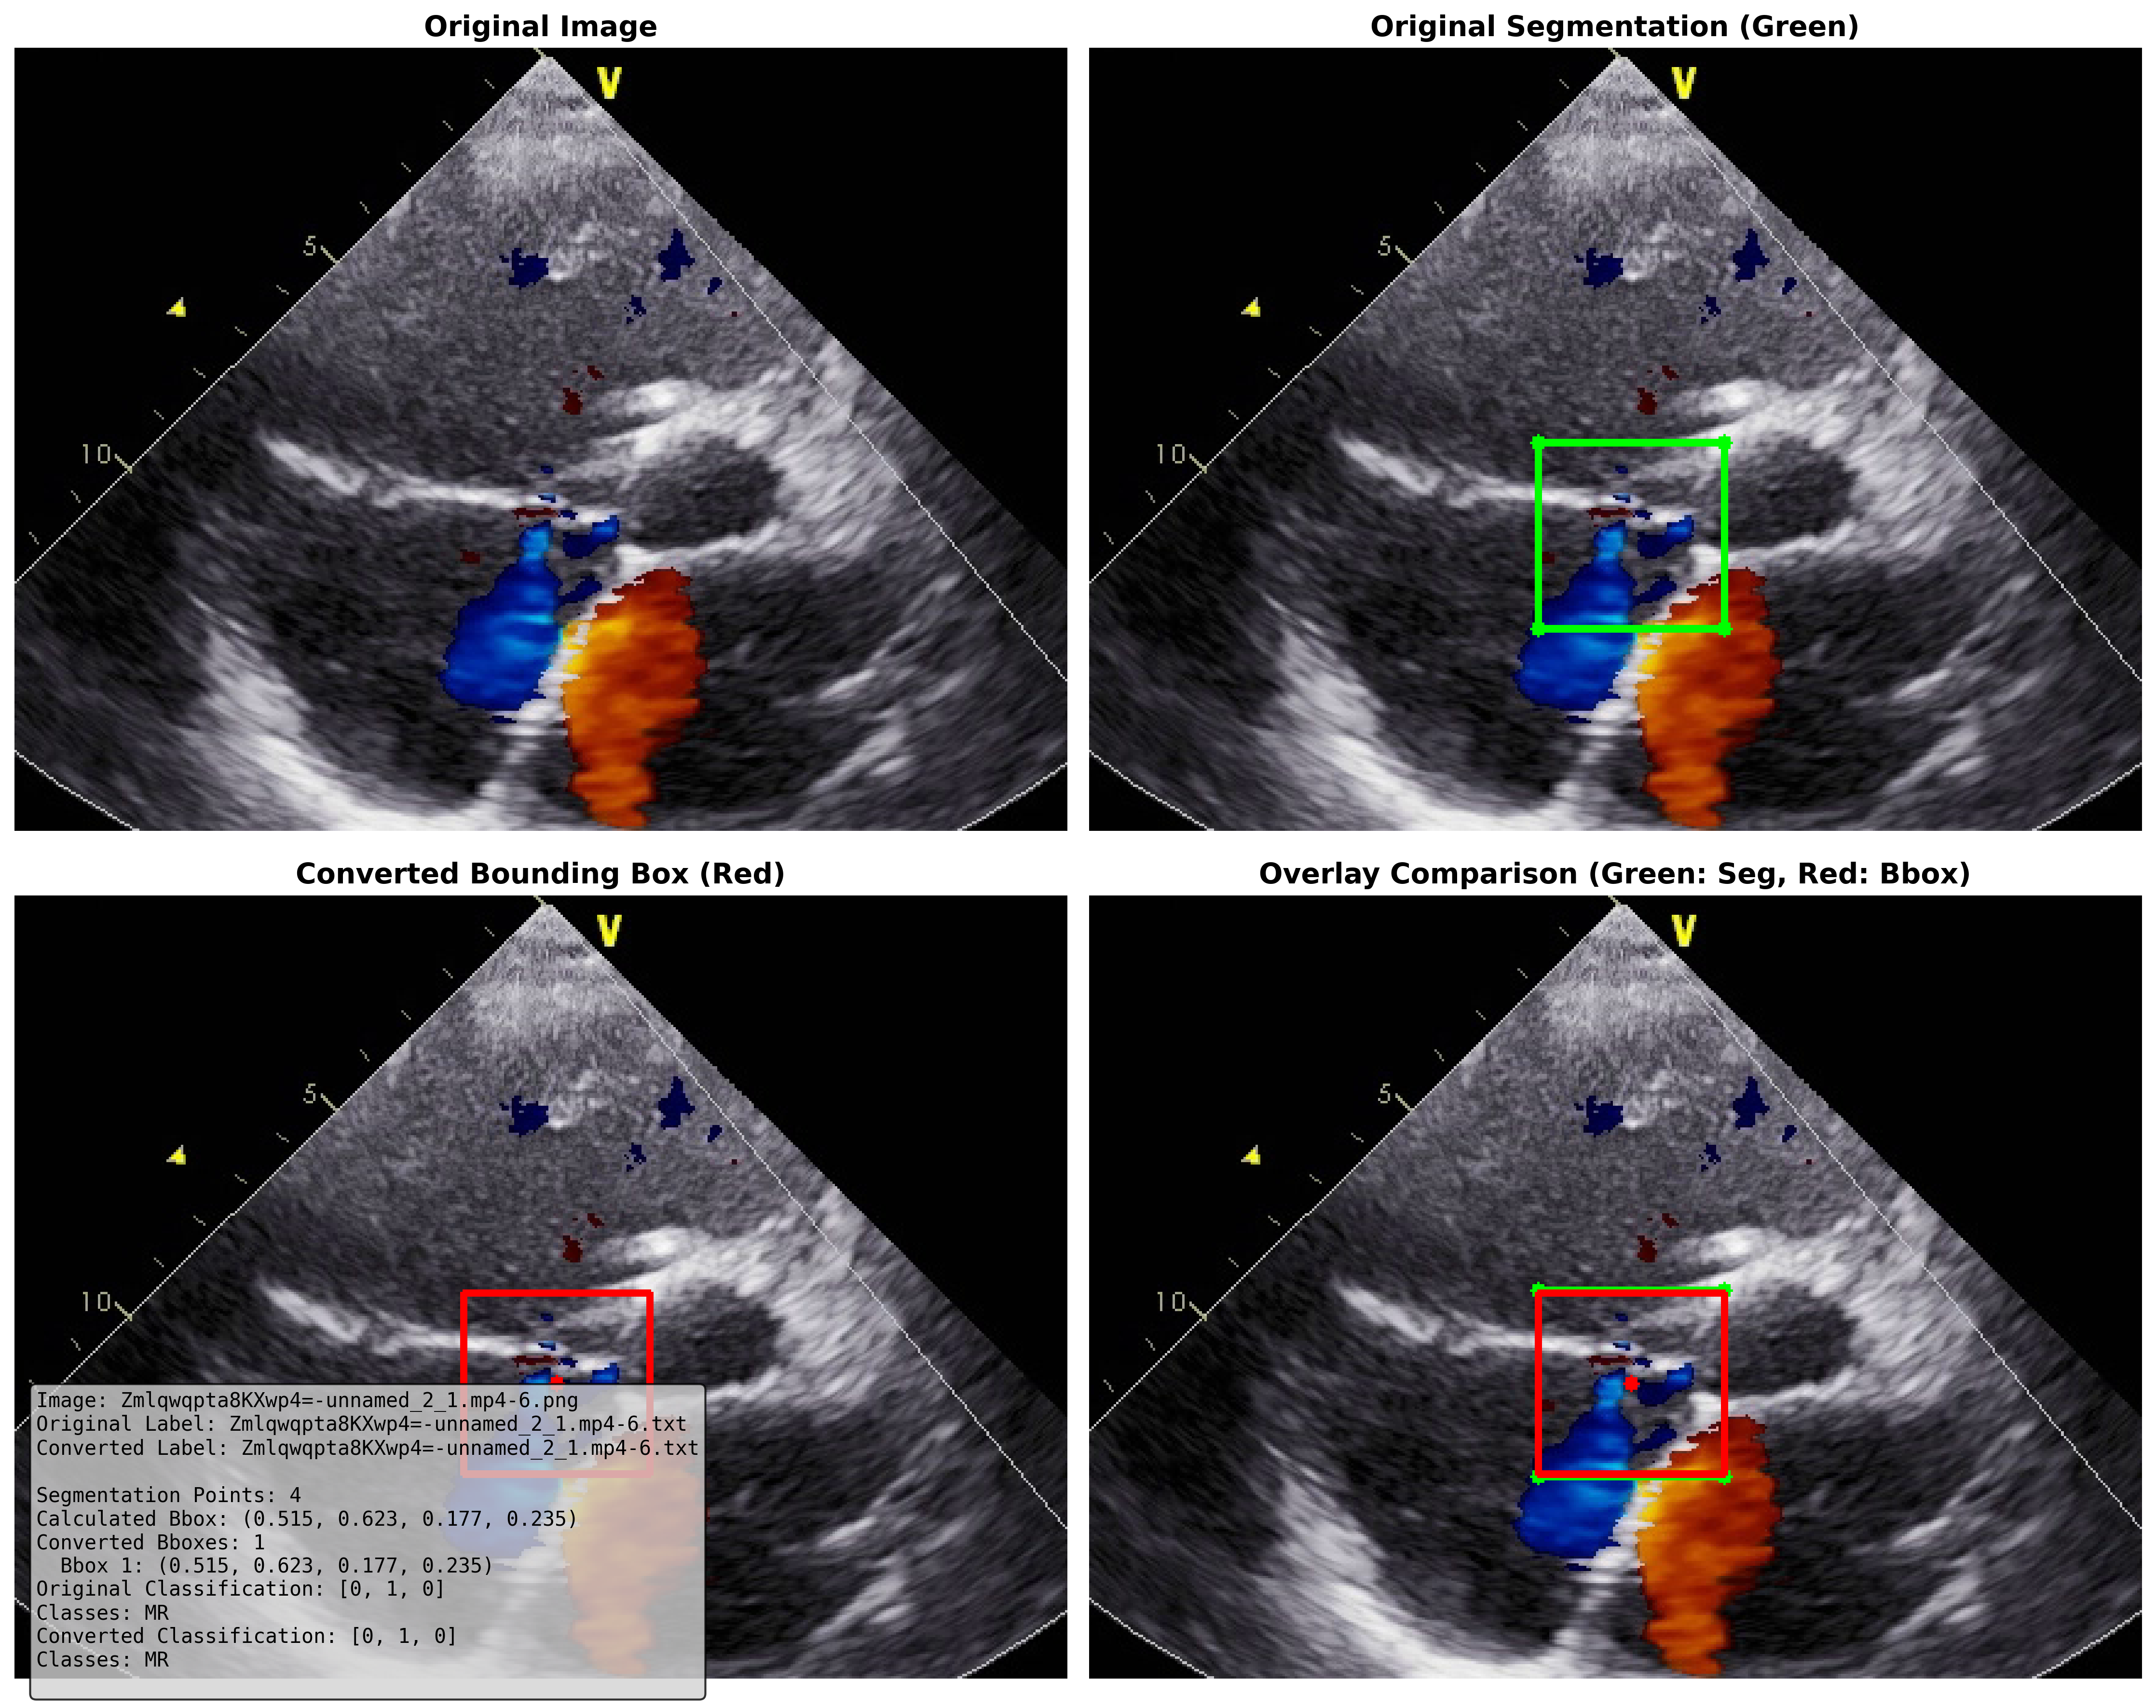 Original Image
Original Segmentation (Green)
V
5
10
V
5
10
Converted Bounding Box (Red)
Overlay Comparison (Green: Seg, Red: Bbox)
V
5
10
Image: Zmlqwqpta8KXwp4=-unnamed_2_1.mp4-6.png
Original Label: Zmlqwqpta8KXwp4=-unnamed_2_1.mp4-6.txt
Converted Label: Zmlqwqpta8KXwp4=-unnamed_2_1.mp4-6.txt
Segmentation Points: 4
Calculated Bbox: (0.515, 0.623, 0.177, 0.235)
Converted Bboxes: 1
Bbox 1: (0.515, 0.623, 0.177, 0.235)
Original Classification: [0, 1, 0]
Classes: MR
Converted Classification: [0, 1, 0]
Classes: MR
V
5
10